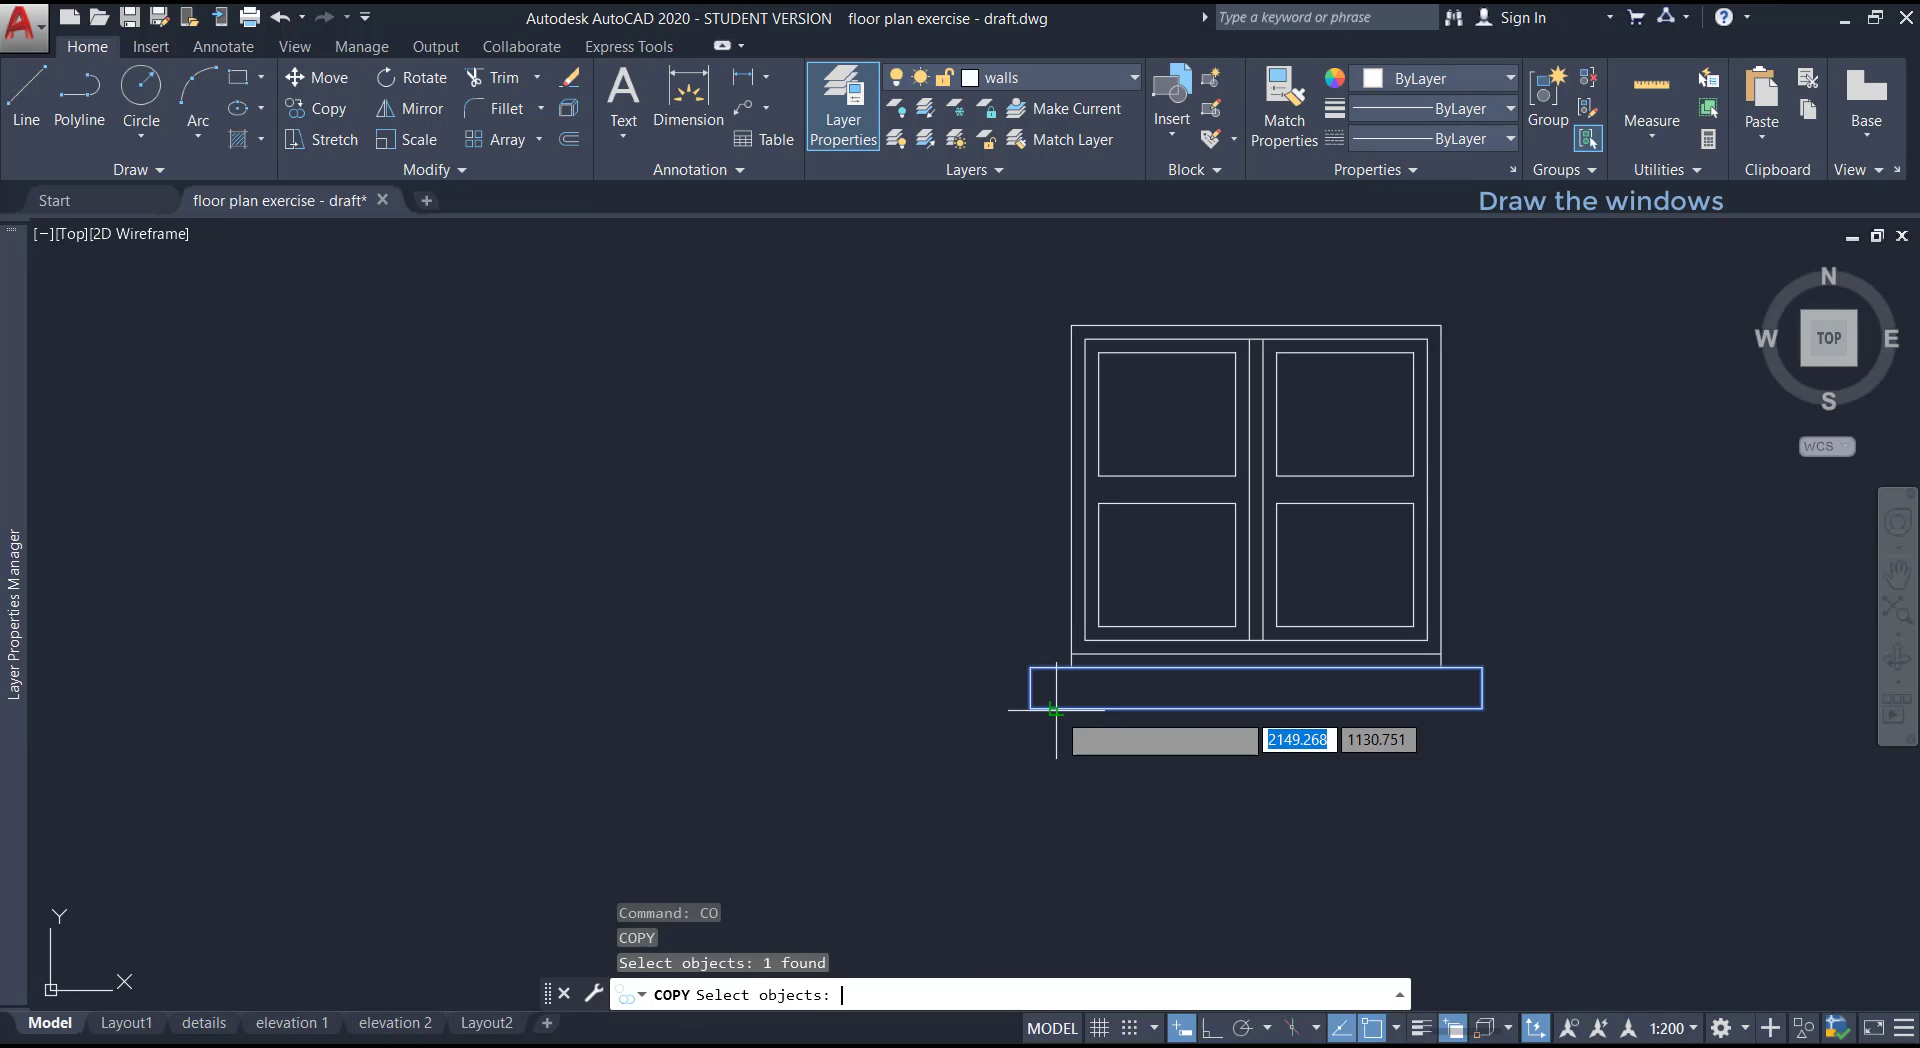 Autodesk AutoCAD 2020 - STUDENT VERSION floor plan exercise - draft.dwg
Type a keyword or phrase
Sign In
Home Insert Annotate View Manage Output Collaborate Express Tools
Line Polyline Circle Arc
Draw
Move Rotate Trim
Copy Mirror Fillet
Stretch Scale Array
Modify
Text Dimension Table
Annotation
Layer Properties
walls
Make Current
Match Layer
Layers
Insert
Block
Match Properties
ByLayer
ByLayer
ByLayer
Properties
Group
Groups
Measure
Utilities
Paste
Clipboard
Base
View
Start
floor plan exercise - draft*
Draw the windows
[−][Top][2D Wireframe]
N
W TOP E
S
WCS
Layer Properties Manager
2149.268 1130.751
Y
X
Command: CO
COPY
Select objects: 1 found
COPY Select objects:
Model Layout1 details elevation 1 elevation 2 Layout2
MODEL
1:200